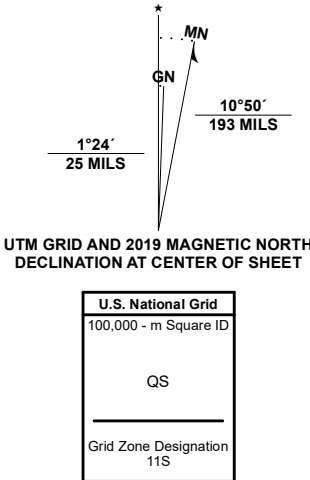 ★
MN
GN
1°24´
25 MILS
10°50´
193 MILS
UTM GRID AND 2019 MAGNETIC NORTH
DECLINATION AT CENTER OF SHEET
U.S. National Grid
100,000 - m Square ID
QS
Grid Zone Designation
11S